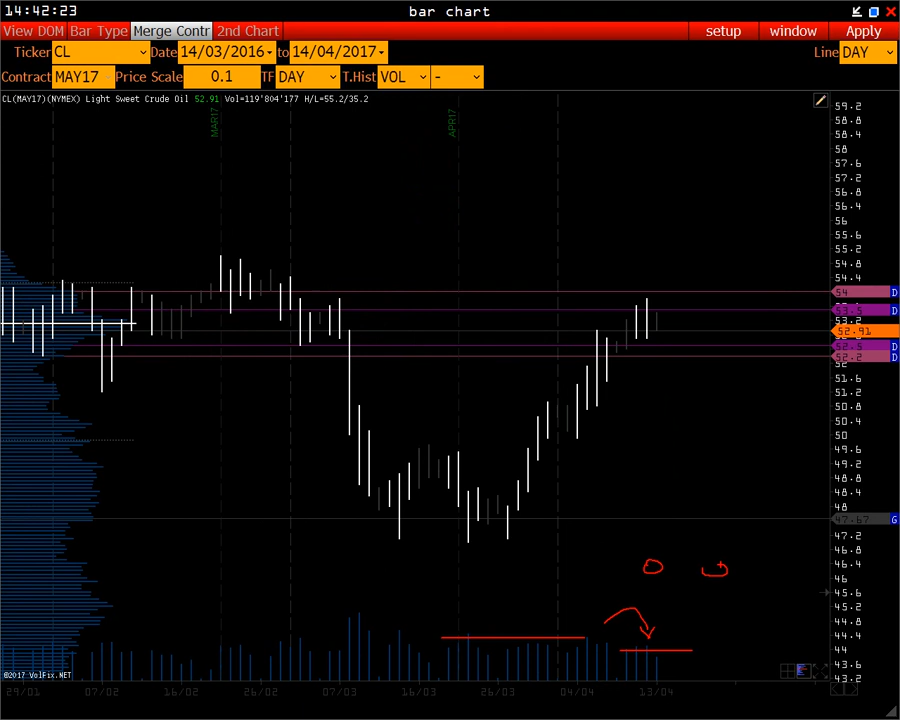 14:42:23 bar chart
View DOM Bar Type Merge Contr 2nd Chart setup window Apply
Ticker CL Date 14/03/2016 to 14/04/2017 Line DAY
Contract MAY17 Price Scale 0.1 TF DAY T.Hist VOL -
CL(MAY17)(NYMEX) Light Sweet Crude Oil 52.91 Vol=119'804'177 H/L=55.2/35.2
MAR17 APR17
59.2
58.8
58.4
58
57.6
57.2
56.8
56.4
56
55.6
55.2
54.8
54.4
54 D
53.5 D
53.2
52.91
52.5 D
52.2 D
52
51.6
51.2
50.8
50.4
50
49.6
49.2
48.8
48.4
48
47.67 G
47.2
46.8
46.4
46
45.6
45.2
44.8
44.4
44
43.6
43.2
©2017 VolFix.NET
29/01 07/02 16/02 26/02 07/03 16/03 26/03 04/04 13/04